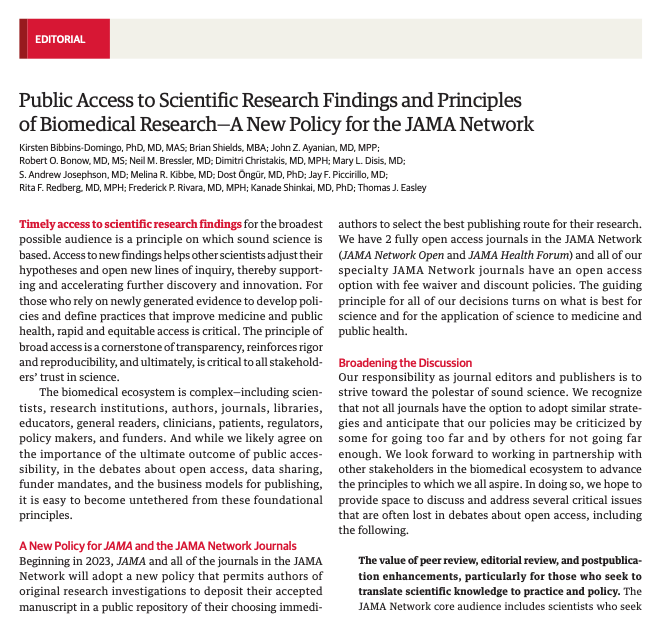 EDITORIAL
Public Access to Scientific Research Findings and Principles
of Biomedical Research—A New Policy for the JAMA Network
Kirsten Bibbins-Domingo, PhD, MD, MAS; Brian Shields, MBA; John Z. Ayanian, MD, MPP;
Robert O. Bonow, MD, MS; Neil M. Bressler, MD; Dimitri Christakis, MD, MPH; Mary L. Disis, MD;
S. Andrew Josephson, MD; Melina R. Kibbe, MD; Dost Öngür, MD, PhD; Jay F. Piccirillo, MD;
Rita F. Redberg, MD, MPH; Frederick P. Rivara, MD, MPH; Kanade Shinkai, MD, PhD; Thomas J. Easley
Timely access to scientific research findings for the broadest
possible audience is a principle on which sound science is
based. Access to new findings helps other scientists adjust their
hypotheses and open new lines of inquiry, thereby support-
ing and accelerating further discovery and innovation. For
those who rely on newly generated evidence to develop poli-
cies and define practices that improve medicine and public
health, rapid and equitable access is critical. The principle of
broad access is a cornerstone of transparency, reinforces rigor
and reproducibility, and ultimately, is critical to all stakehold-
ers' trust in science.
The biomedical ecosystem is complex—including scien-
tists, research institutions, authors, journals, libraries,
educators, general readers, clinicians, patients, regulators,
policy makers, and funders. And while we likely agree on
the importance of the ultimate outcome of public acces-
sibility, in the debates about open access, data sharing,
funder mandates, and the business models for publishing,
it is easy to become untethered from these foundational
principles.
A New Policy for JAMA and the JAMA Network Journals
Beginning in 2023, JAMA and all of the journals in the JAMA
Network will adopt a new policy that permits authors of
original research investigations to deposit their accepted
manuscript in a public repository of their choosing immedi-
authors to select the best publishing route for their research.
We have 2 fully open access journals in the JAMA Network
(JAMA Network Open and JAMA Health Forum) and all of our
specialty JAMA Network journals have an open access
option with fee waiver and discount policies. The guiding
principle for all of our decisions turns on what is best for
science and for the application of science to medicine and
public health.
Broadening the Discussion
Our responsibility as journal editors and publishers is to
strive toward the polestar of sound science. We recognize
that not all journals have the option to adopt similar strate-
gies and anticipate that our policies may be criticized by
some for going too far and by others for not going far
enough. We look forward to working in partnership with
other stakeholders in the biomedical ecosystem to advance
the principles to which we all aspire. In doing so, we hope to
provide space to discuss and address several critical issues
that are often lost in debates about open access, including
the following.
The value of peer review, editorial review, and postpublica-
tion enhancements, particularly for those who seek to
translate scientific knowledge to practice and policy. The
JAMA Network core audience includes scientists who seek